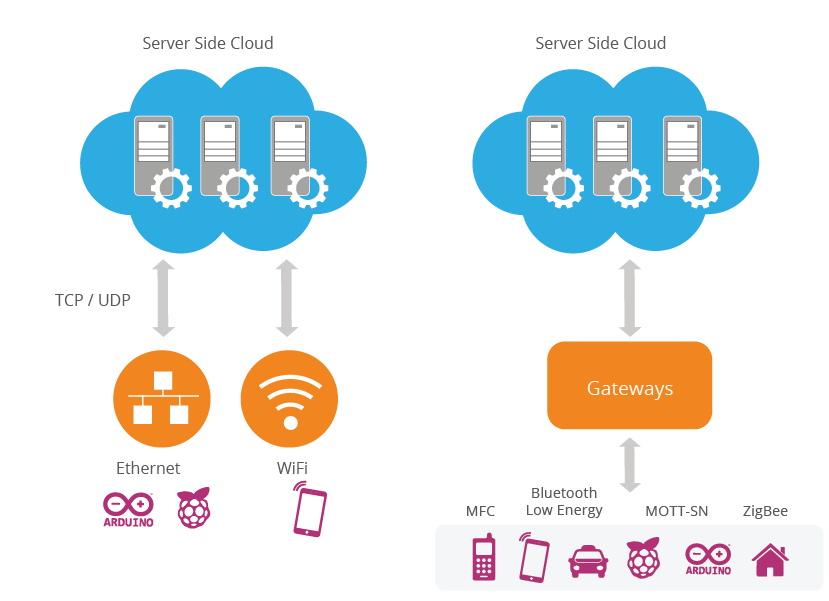 Server Side Cloud
Server Side Cloud
TCP / UDP
Gateways
Ethernet
WiFi
ARDUINO
MFC
Bluetooth
Low Energy
MOTT-SN
ZigBee
ARDUINO